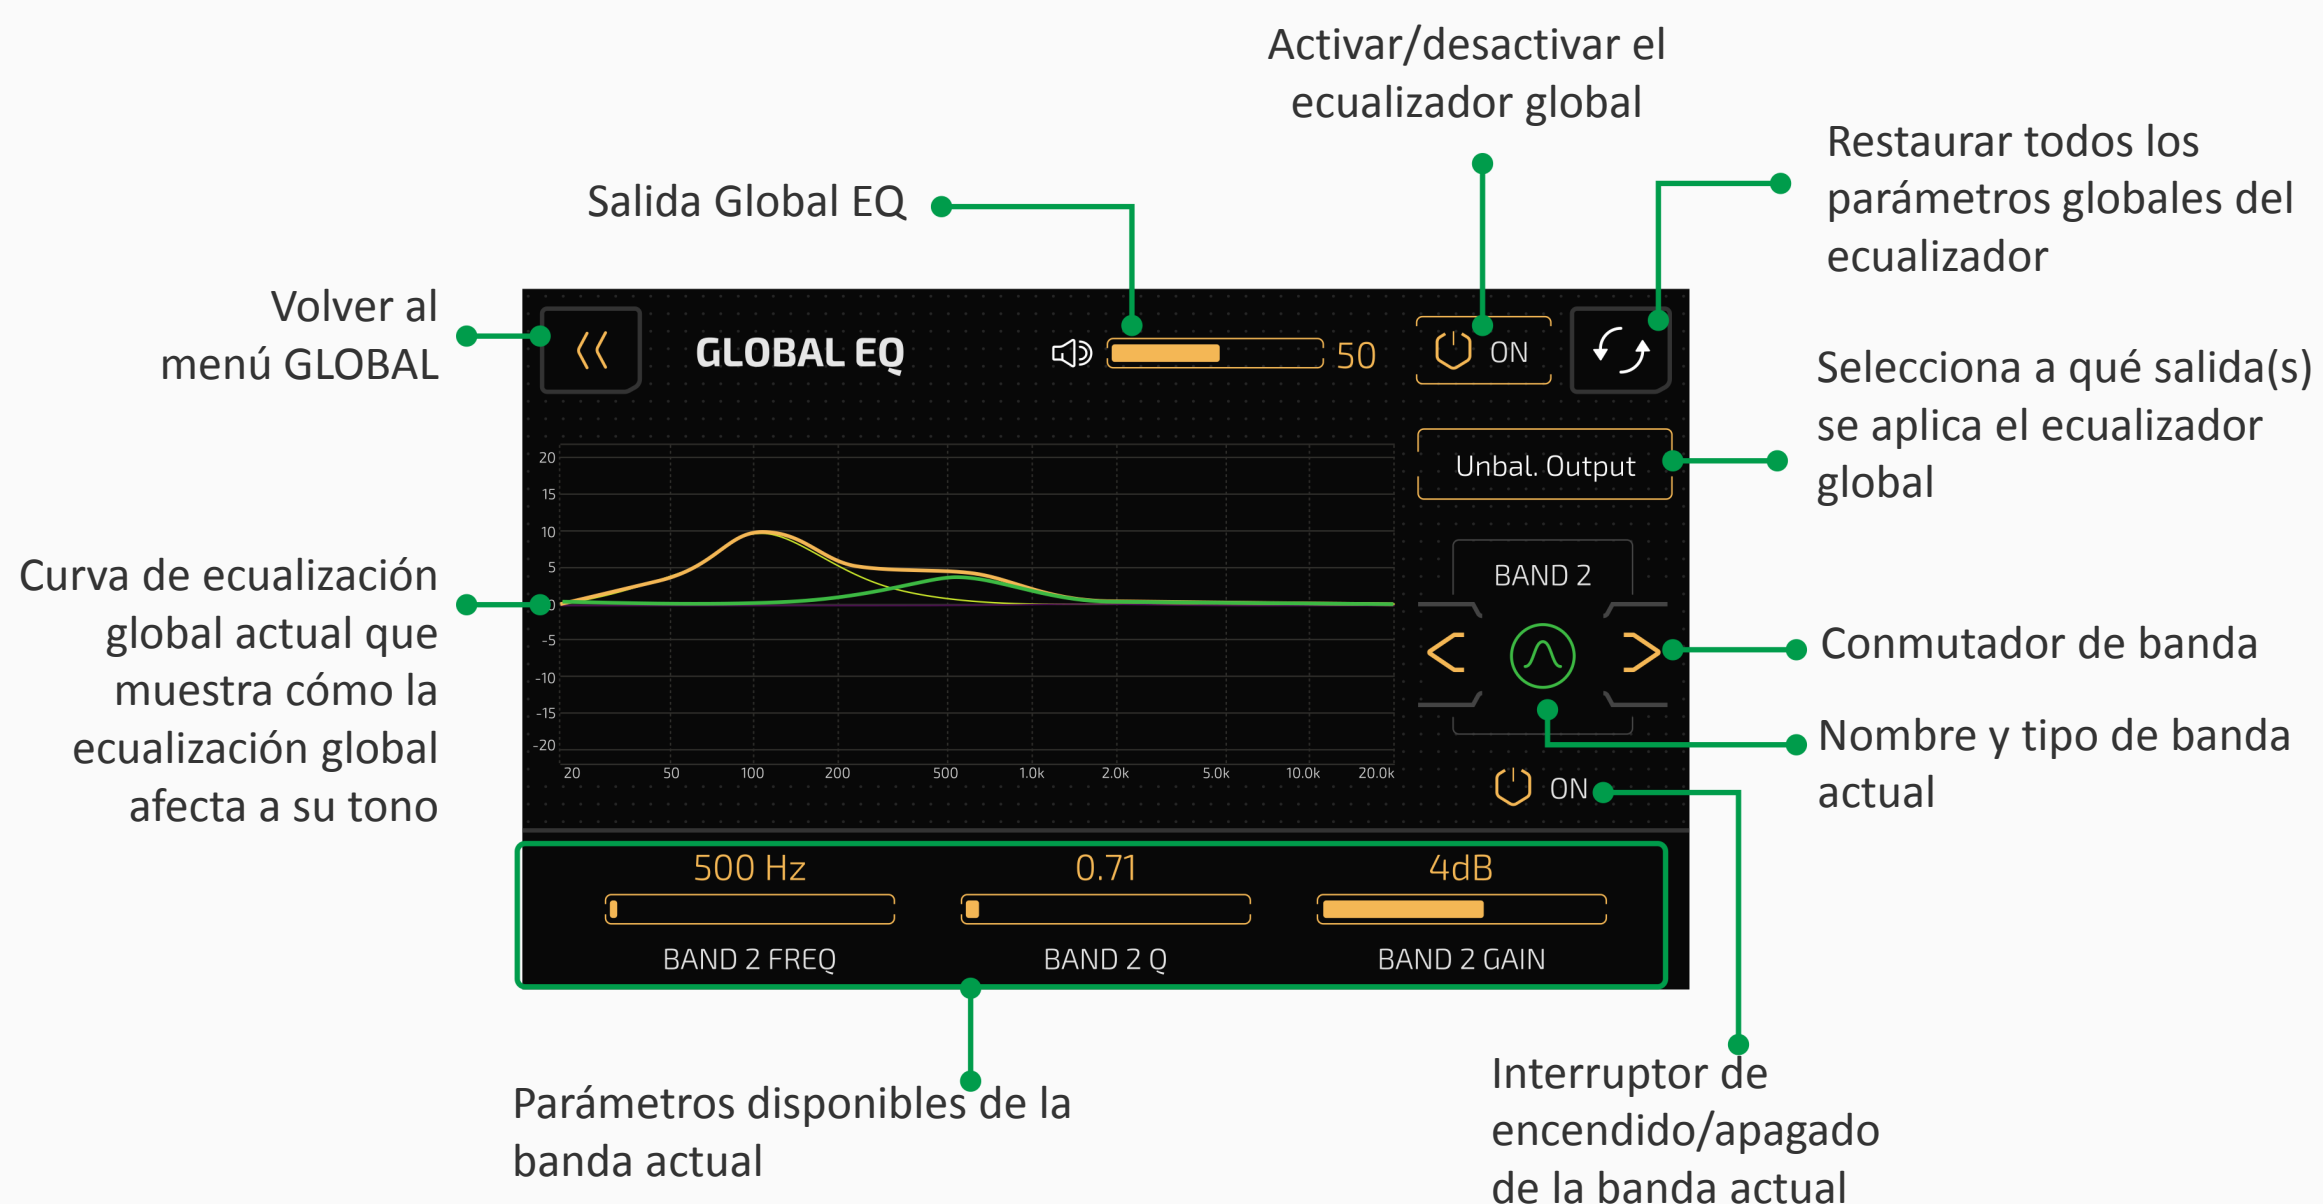 Activar/desactivar el
ecualizador global
Restaurar todos los
parámetros globales del
ecualizador
Salida Global EQ
Volver al
menú GLOBAL
GLOBAL EQ
50
ON
Selecciona a qué salida(s)
se aplica el ecualizador
global
Unbal. Output
20
15
10
5
0
-5
-10
-15
-20
20 50 100 200 500 1.0k 2.0k 5.0k 10.0k 20.0k
Curva de ecualización
global actual que
muestra cómo la
ecualización global
afecta a su tono
BAND 2
Conmutador de banda
Nombre y tipo de banda
actual
ON
500 Hz
0.71
4dB
BAND 2 FREQ
BAND 2 Q
BAND 2 GAIN
Parámetros disponibles de la
banda actual
Interruptor de
encendido/apagado
de la banda actual